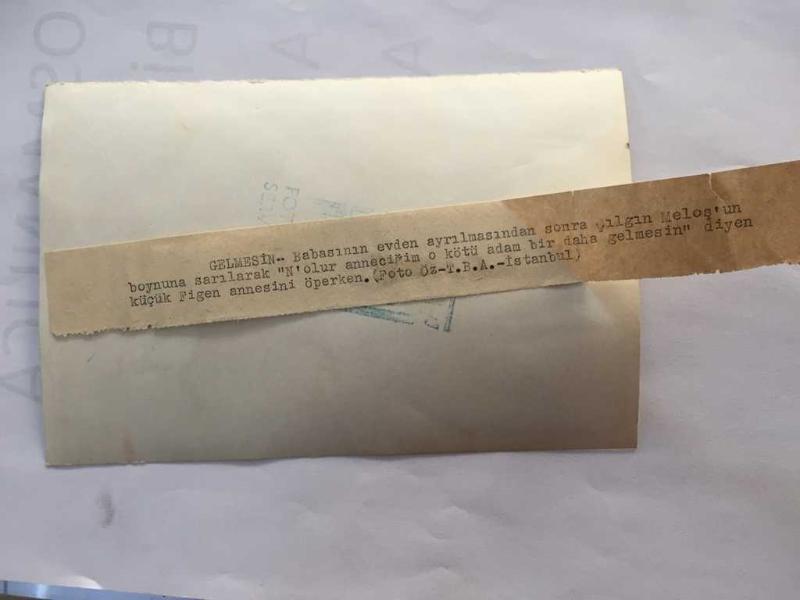 GELMESİN-- Babasının evden ayrılmasından sonra Çılgın Meloş'un
boynuna sarılarak "N'olur anneciğim o kötü adam bir daha gelmesin" diyen
küçük Figen annesini öperken.(Foto Öz-T.B.A.-İstanbul)